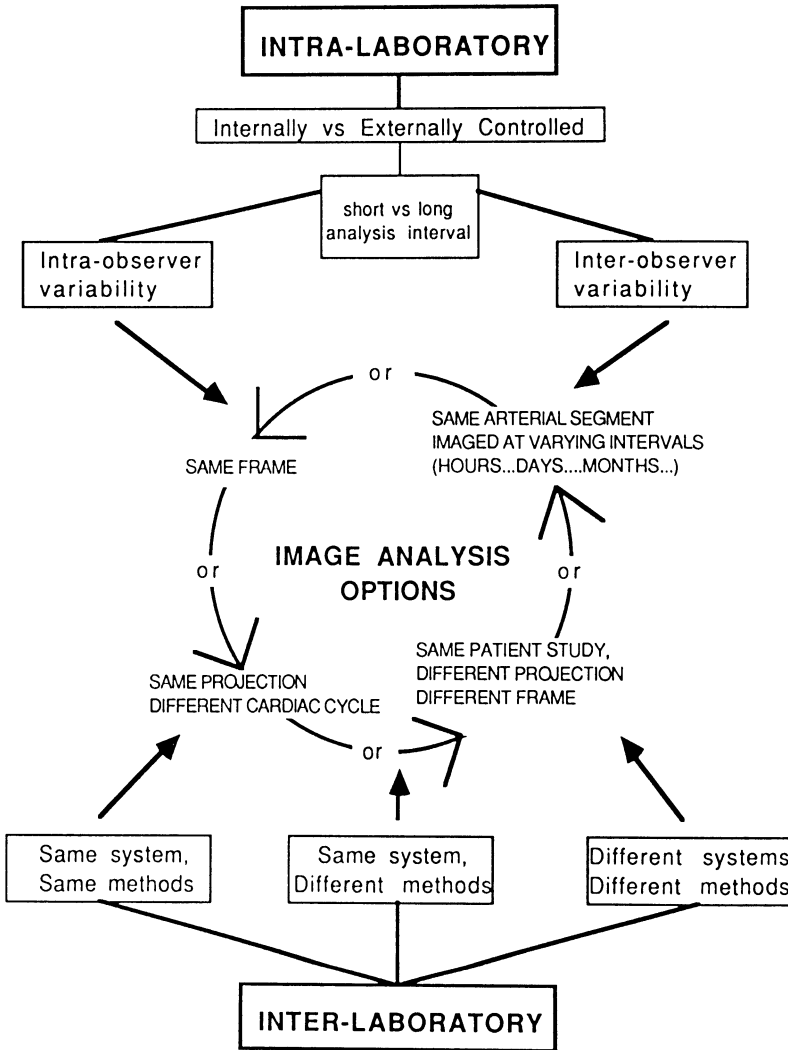 INTRA-LABORATORY
Internally vs Externally Controlled
short vs long
analysis interval
Intra-observer
variability
Inter-observer
variability
or
SAME ARTERIAL SEGMENT
IMAGED AT VARYING INTERVALS
(HOURS...DAYS....MONTHS...)
SAME FRAME
IMAGE ANALYSIS
OPTIONS
or
or
SAME PATIENT STUDY,
DIFFERENT PROJECTION
DIFFERENT FRAME
SAME PROJECTION
DIFFERENT CARDIAC CYCLE
or
Same system,
Same methods
Same system,
Different methods
Different systems
Different methods
INTER-LABORATORY